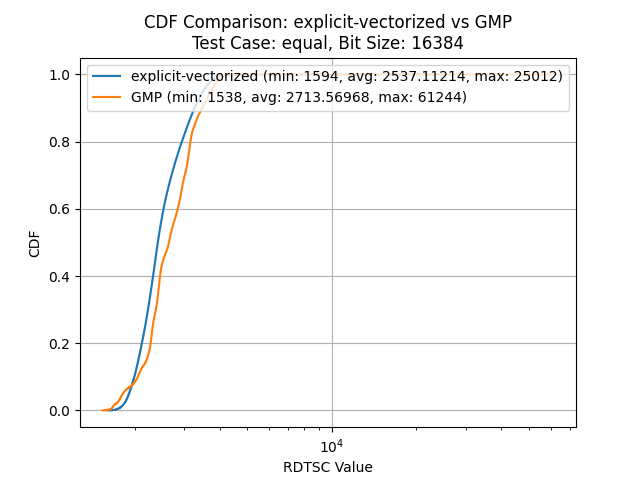 CDF Comparison: explicit-vectorized vs GMP
Test Case: equal, Bit Size: 16384
explicit-vectorized (min: 1594, avg: 2537.11214, max: 25012)
GMP (min: 1538, avg: 2713.56968, max: 61244)
CDF
1.0
0.8
0.6
0.4
0.2
0.0
10⁴
RDTSC Value